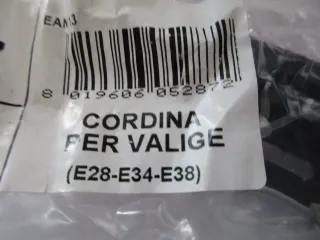 EAN13
8 019606 052872
CORDINA
PER VALIGE
(E28-E34-E38)